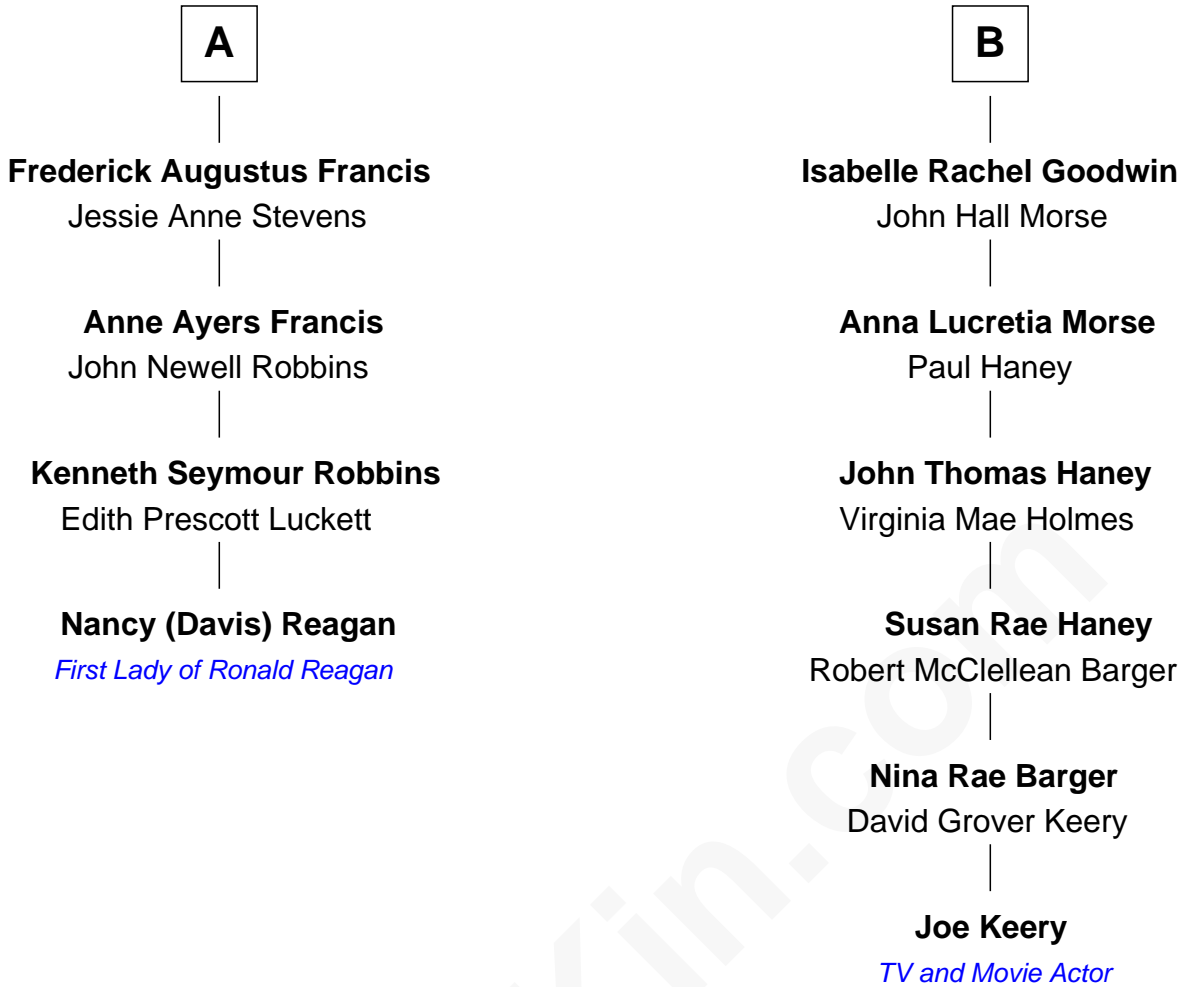 A
Frederick Augustus Francis
Jessie Anne Stevens
Anne Ayers Francis
John Newell Robbins
Kenneth Seymour Robbins
Edith Prescott Luckett
Nancy (Davis) Reagan
First Lady of Ronald Reagan
B
Isabelle Rachel Goodwin
John Hall Morse
Anna Lucretia Morse
Paul Haney
John Thomas Haney
Virginia Mae Holmes
Susan Rae Haney
Robert McClellean Barger
Nina Rae Barger
David Grover Keery
Joe Keery
TV and Movie Actor
Kin.com